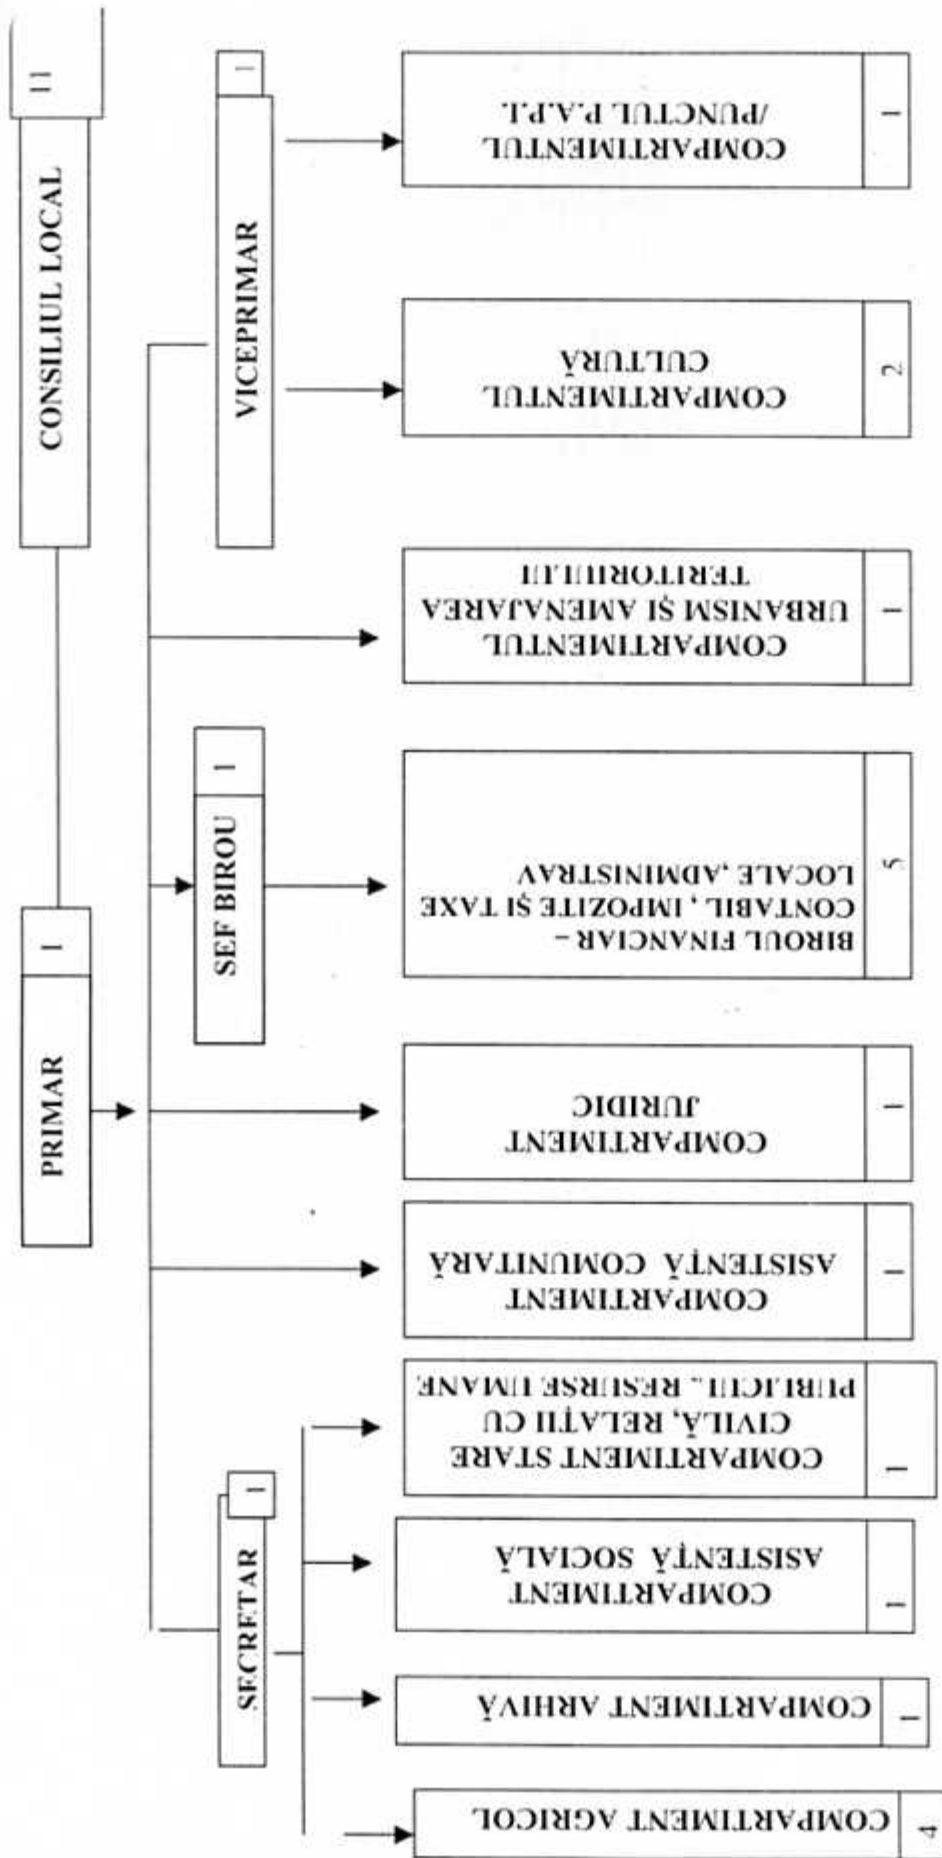 CONSILIUL LOCAL
11
PRIMAR
1
VICEPRIMAR
1
SEF BIROU
1
SECRETAR
1
COMPARTIMENT AGRICOL
4
COMPARTIMENT ARHIVĂ
1
COMPARTIMENT
ASISTENȚĂ SOCIALĂ
1
COMPARTIMENT STARE
CIVILĂ, RELAȚII CU
PUBLICUL.. RESURSE UMANE
1
COMPARTIMENT
ASISTENȚĂ COMUNITARĂ
1
COMPARTIMENT
JURIDIC
1
BIROUL FINANCIAR –
CONTABIL, IMPOZITE ȘI TAXE
LOCALE, ADMINISTRAV
5
COMPARTIMENTUL
URBANISM ȘI AMENAJAREA
TERITORIULUI
1
COMPARTIMENTUL
CULTURĂ
2
COMPARTIMENTUL
/PUNCTUL P.A.P.I.
1